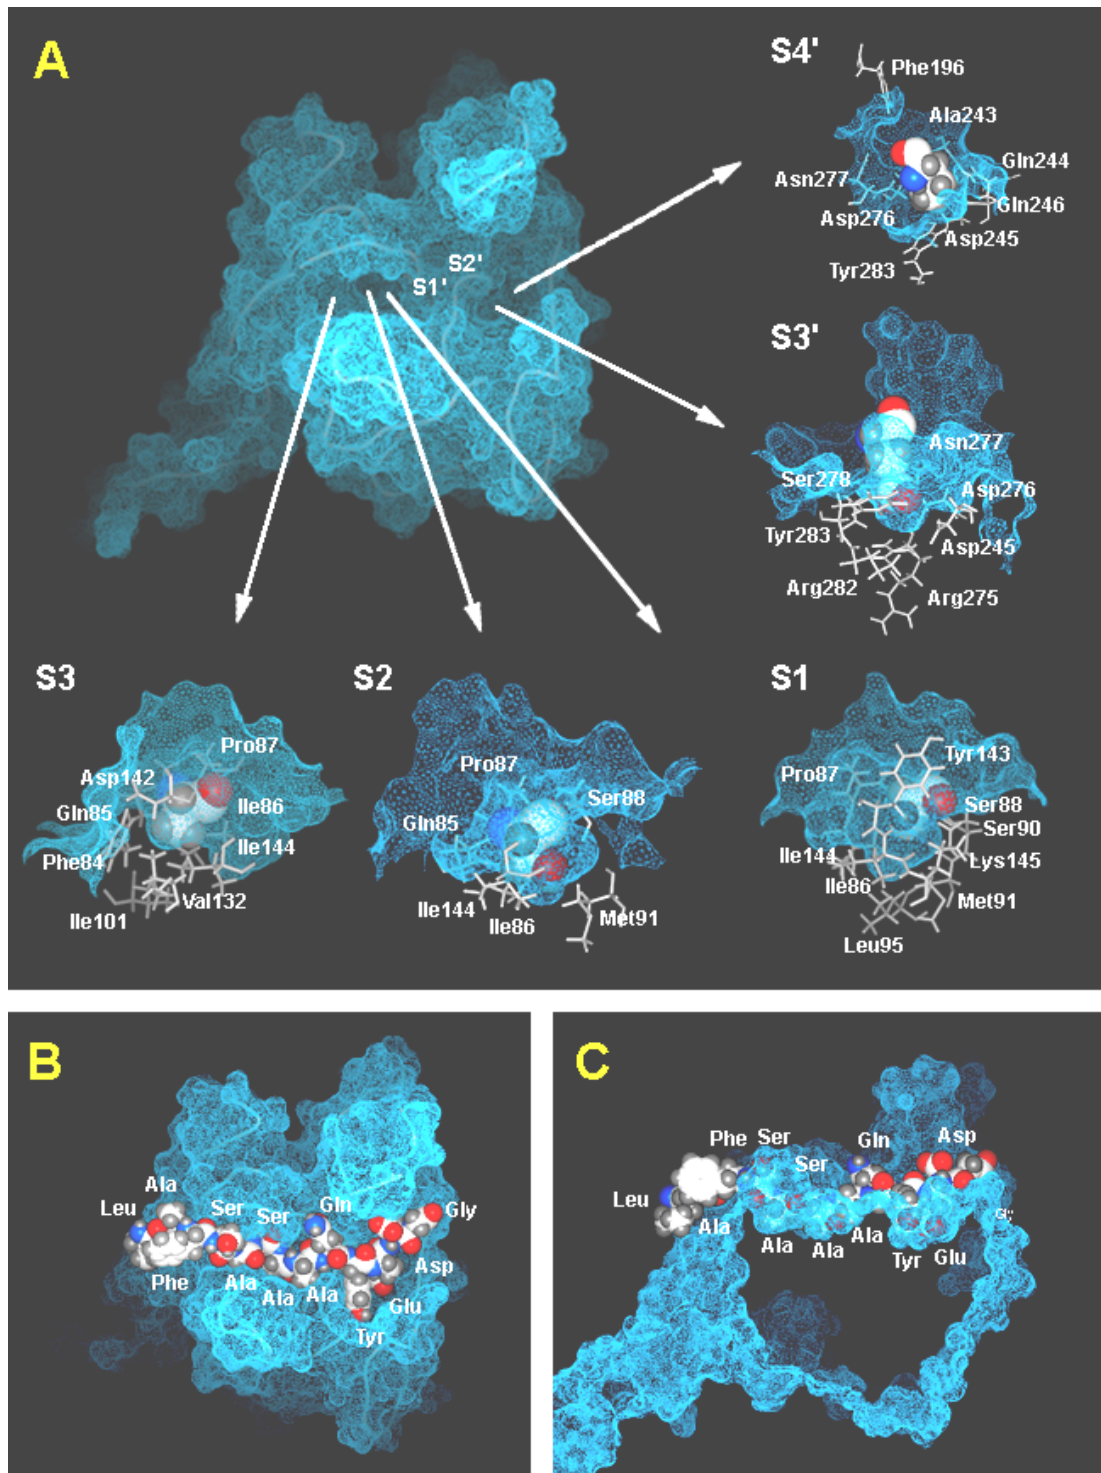 A
S4'
Phe196
Ala243
Gln244
Asn277
Gln246
Asp276
Asp245
Tyr283
S2'
S1'
S3'
Asn277
Ser278
Asp276
Tyr283
Asp245
Arg282
Arg275
S3
Pro87
Asp142
Gln85
Ile86
Ile144
Phe84
Val132
Ile101
S2
Pro87
Ser88
Gln85
Ile144
Ile86
Met91
S1
Tyr143
Pro87
Ser88
Ser90
Ile144
Lys145
Ile86
Met91
Leu95
B
Ala
Leu
Ser
Ser
Gln
Gly
Phe
Ala
Ala
Ala
Asp
Glu
Tyr
C
Phe
Ser
Gln
Asp
Ser
Leu
Ala
Ala
Ala
Ala
Tyr
Glu
Gly